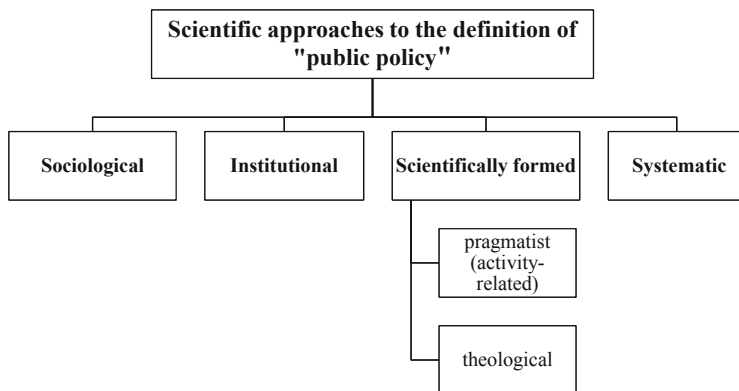 Scientific approaches to the definition of
"public policy"
Sociological
Institutional
Scientifically formed
Systematic
pragmatist
(activity-
related)
theological